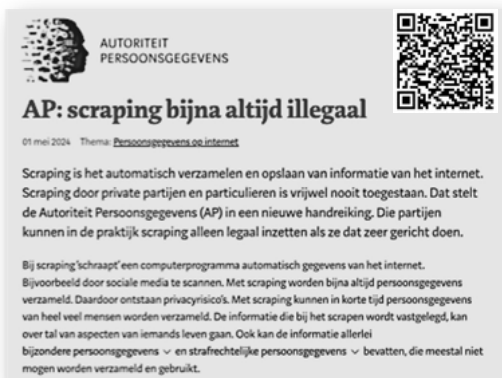 AUTORITEIT
PERSOONSGEGEVENS
AP: scraping bijna altijd illegaal
01 mei 2024 Thema: Persoonsgegevens op internet
Scraping is het automatisch verzamelen en opslaan van informatie van het internet.
Scraping door private partijen en particulieren is vrijwel nooit toegestaan. Dat stelt
de Autoriteit Persoonsgegevens (AP) in een nieuwe handreiking. Die partijen
kunnen in de praktijk scraping alleen legaal inzetten als ze dat zeer gericht doen.
Bij scraping 'schraapt' een computerprogramma automatisch gegevens van het internet.
Bijvoorbeeld door sociale media te scannen. Met scraping worden bijna altijd persoonsgegevens
verzameld. Daardoor ontstaan privacyrisico's. Met scraping kunnen in korte tijd persoonsgegevens
van heel veel mensen worden verzameld. De informatie die bij het scrapen wordt vastgelegd, kan
over tal van aspecten van iemands leven gaan. Ook kan de informatie allerlei
bijzondere persoonsgegevens en strafrechtelijke persoonsgegevens bevatten, die meestal niet
mogen worden verzameld en gebruikt.